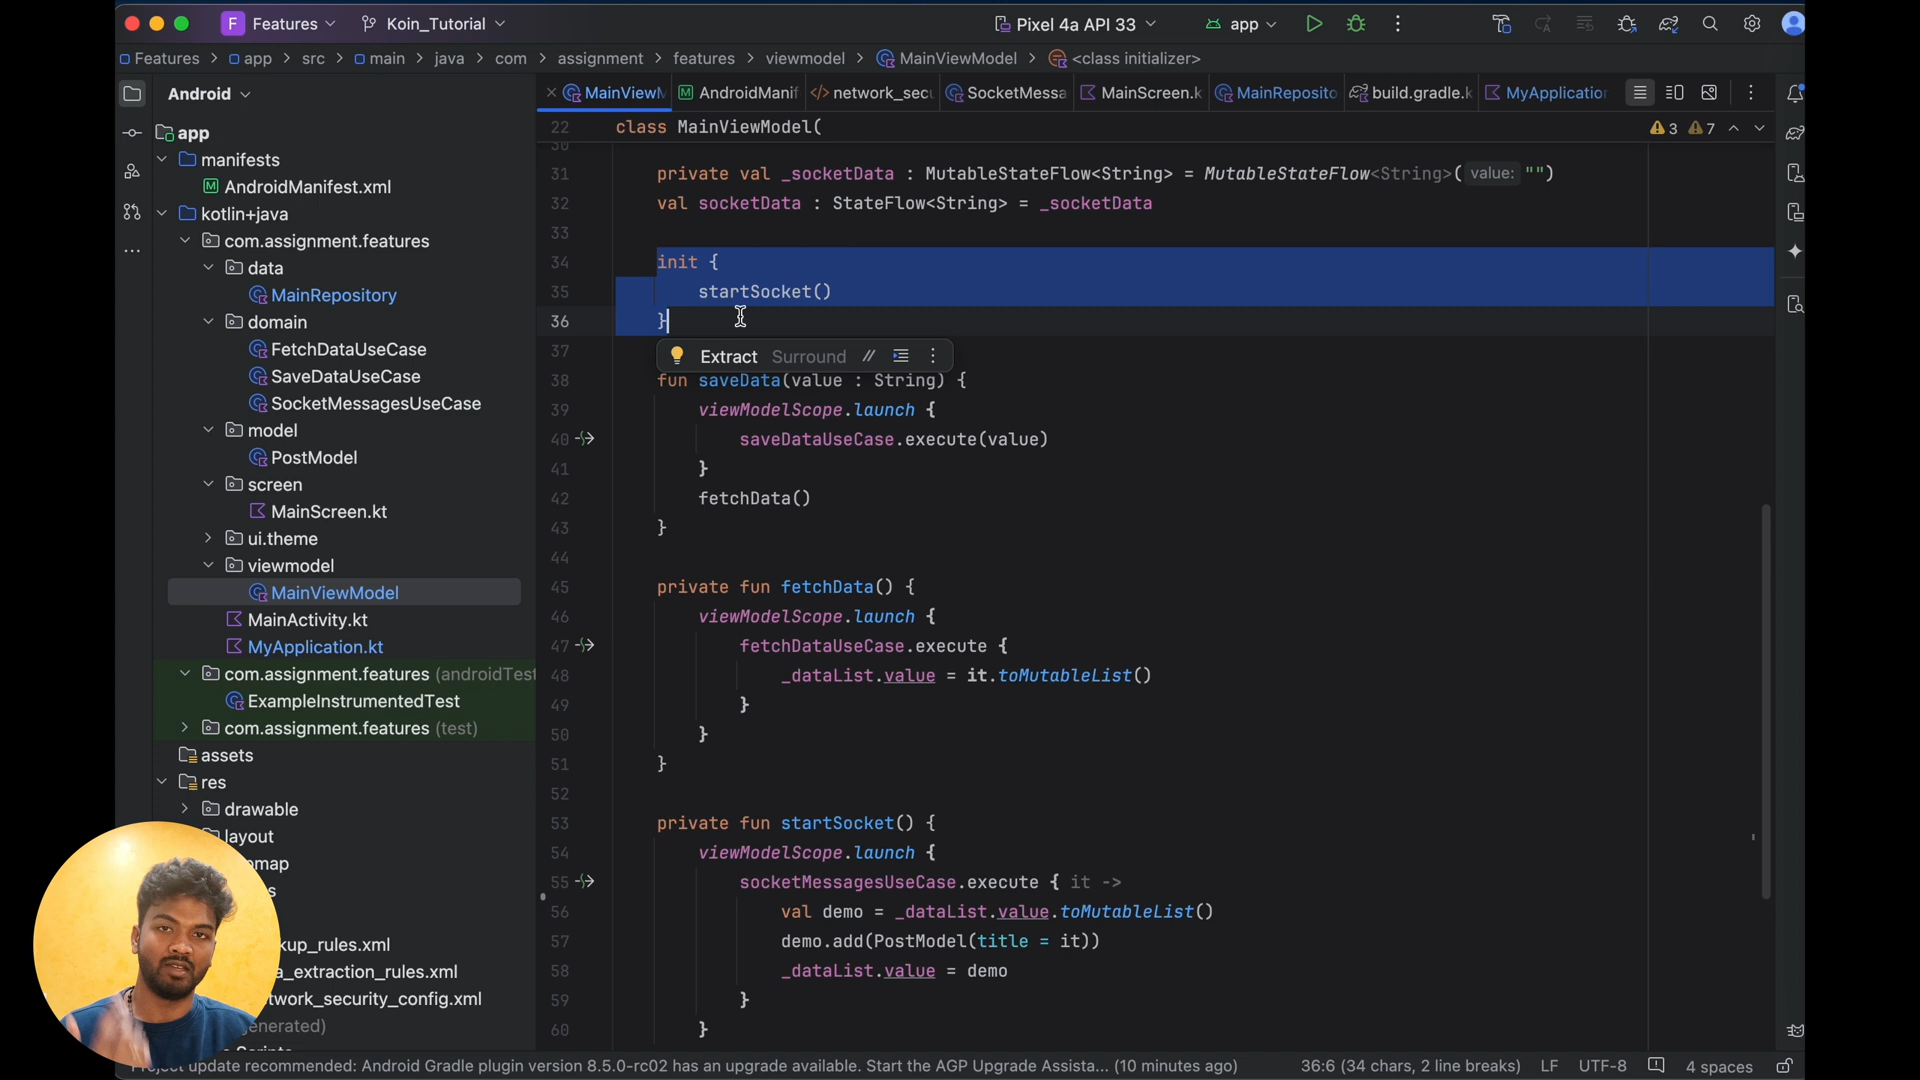 F Features Koin_Tutorial Pixel 4a API 33 app
Features app src main java com assignment features viewmodel MainViewModel <class initializer>
Android
MainViewM AndroidManif network_secu SocketMessa MainScreen.k MainReposito build.gradle.k MyApplication
app
manifests
AndroidManifest.xml
kotlin+java
com.assignment.features
data
MainRepository
domain
FetchDataUseCase
SaveDataUseCase
SocketMessagesUseCase
model
PostModel
screen
MainScreen.kt
ui.theme
viewmodel
MainViewModel
MainActivity.kt
MyApplication.kt
com.assignment.features (androidTest
ExampleInstrumentedTest
com.assignment.features (test)
assets
res
drawable
layout
kup_rules.xml
a_extraction_rules.xml
twork_security_config.xml
enerated)
22 class MainViewModel( 3 7
30
31 private val _socketData : MutableStateFlow<String> = MutableStateFlow<String>( value: "")
32 val socketData : StateFlow<String> = _socketData
33
34 init {
35 startSocket()
36 }
37 Extract Surround //
38 fun saveData(value : String) {
39 viewModelScope.launch {
40 saveDataUseCase.execute(value)
41 }
42 fetchData()
43 }
44
45 private fun fetchData() {
46 viewModelScope.launch {
47 fetchDataUseCase.execute {
48 _dataList.value = it.toMutableList()
49 }
50 }
51 }
52
53 private fun startSocket() {
54 viewModelScope.launch {
55 socketMessagesUseCase.execute { it ->
56 val demo = _dataList.value.toMutableList()
57 demo.add(PostModel(title = it))
58 _dataList.value = demo
59 }
60 }
Project update recommended: Android Gradle plugin version 8.5.0-rc02 has an upgrade available. Start the AGP Upgrade Assista... (10 minutes ago) 36:6 (34 chars, 2 line breaks) LF UTF-8 4 spaces